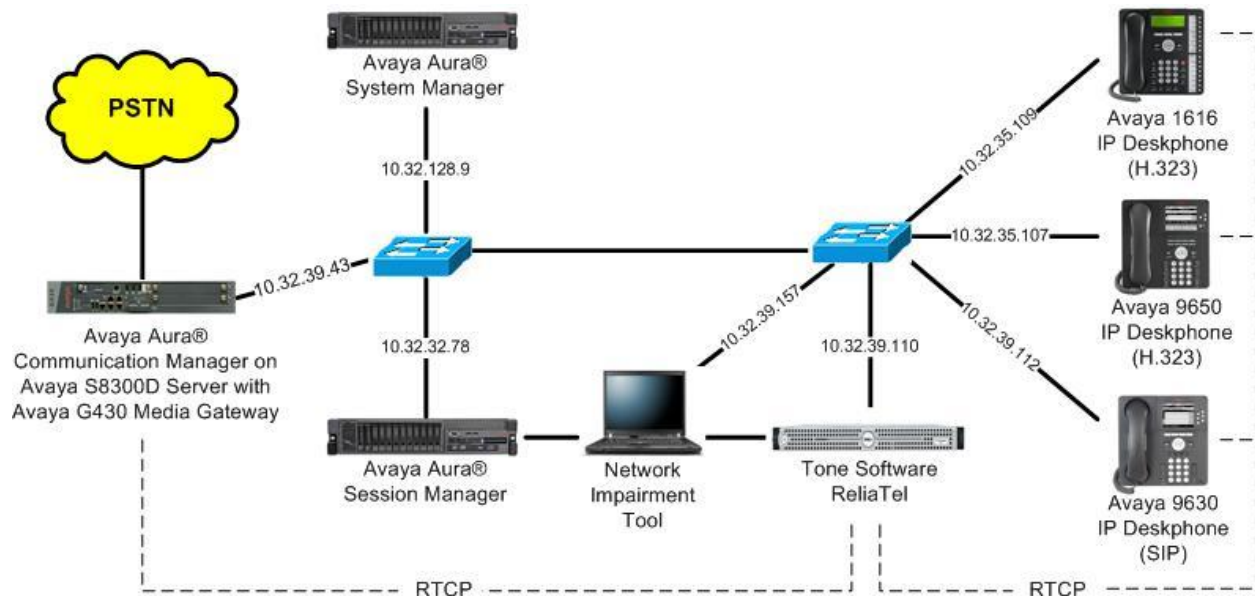 PSTN
Avaya Aura®
System Manager
10.32.128.9
10.32.39.43
Avaya Aura®
Communication Manager on
Avaya S8300D Server with
Avaya G430 Media Gateway
10.32.32.78
Avaya Aura®
Session Manager
Network
Impairment
Tool
10.32.39.157
10.32.39.110
Tone Software
ReliaTel
10.32.35.109
Avaya 1616
IP Deskphone
(H.323)
10.32.35.107
Avaya 9650
IP Deskphone
(H.323)
10.32.39.112
Avaya 9630
IP Deskphone
(SIP)
RTCP
RTCP